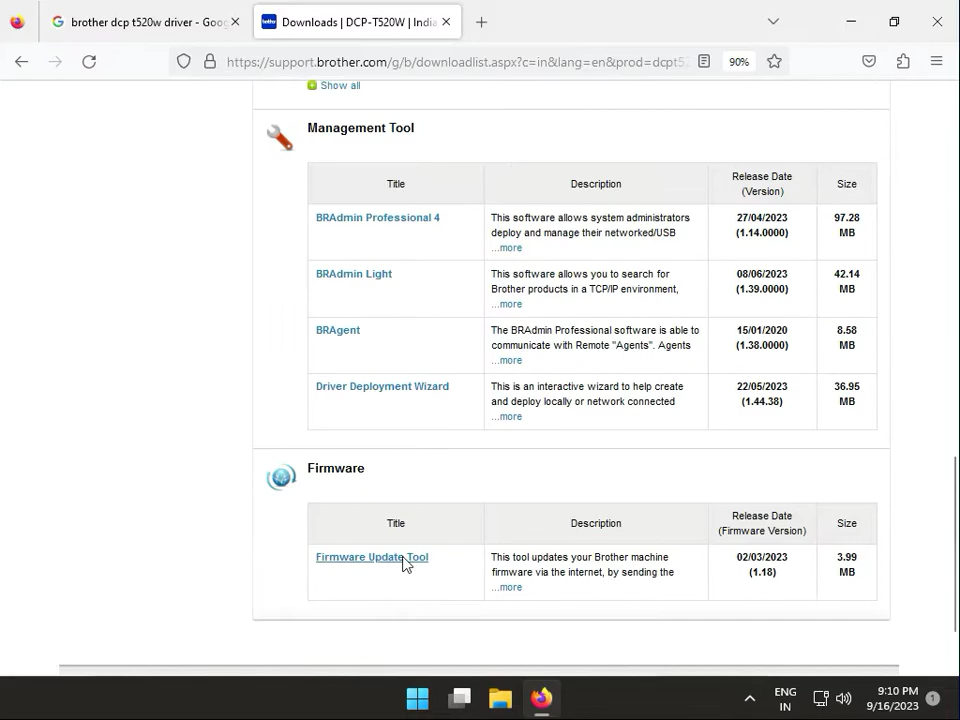 brother dcp t520w driver - Goo
brother
Downloads | DCP-T520W | India
https://support.brother.com/g/b/downloadlist.aspx?c=in&lang=en&prod=dcpt5
90%
Show all
Management Tool
Title
Description
Release Date
(Version)
Size
BRAdmin Professional 4
This software allows system administrators
deploy and manage their networked/USB
...more
27/04/2023
(1.14.0000)
97.28
MB
BRAdmin Light
This software allows you to search for
Brother products in a TCP/IP environment,
...more
08/06/2023
(1.39.0000)
42.14
MB
BRAgent
The BRAdmin Professional software is able to
communicate with Remote "Agents". Agents
...more
15/01/2020
(1.38.0000)
8.58
MB
Driver Deployment Wizard
This is an interactive wizard to help create
and deploy locally or network connected
...more
22/05/2023
(1.44.38)
36.95
MB
Firmware
Title
Description
Release Date
(Firmware Version)
Size
Firmware Update Tool
This tool updates your Brother machine
firmware via the internet, by sending the
...more
02/03/2023
(1.18)
3.99
MB
ENG
IN
9:10 PM
9/16/2023
1